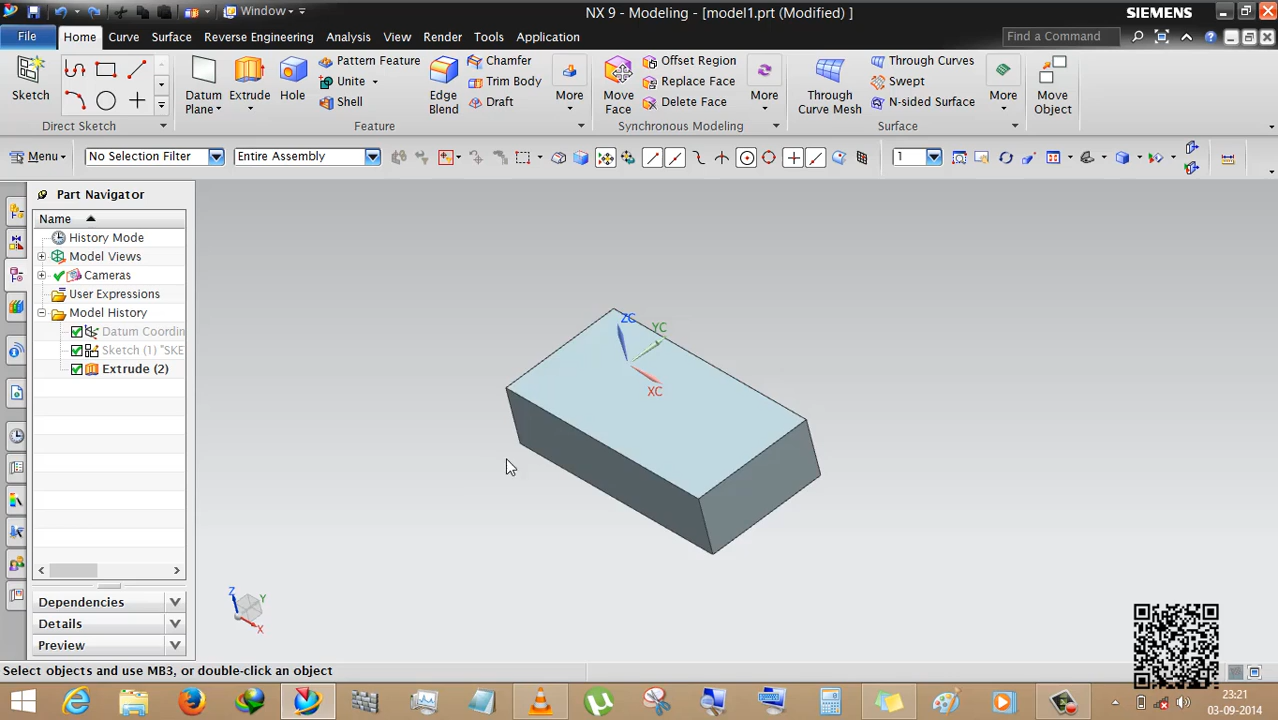 Window
NX 9 - Modeling - [model1.prt (Modified) ]
SIEMENS
File
Home
Curve
Surface
Reverse Engineering
Analysis
View
Render
Tools
Application
Find a Command
Sketch
Direct Sketch
Datum
Plane
Extrude
Hole
Pattern Feature
Unite
Shell
Edge
Blend
Chamfer
Trim Body
Draft
More
Feature
Move
Face
Offset Region
Replace Face
Delete Face
More
Synchronous Modeling
Through
Curve Mesh
Through Curves
Swept
N-sided Surface
More
Surface
Move
Object
Menu
No Selection Filter
Entire Assembly
1
Part Navigator
Name
History Mode
Model Views
Cameras
User Expressions
Model History
Datum Coordin
Sketch (1) "SKE
Extrude (2)
Dependencies
Details
Preview
ZC
YC
XC
Z
Y
X
Select objects and use MB3, or double-click an object
23:21
03-09-2014